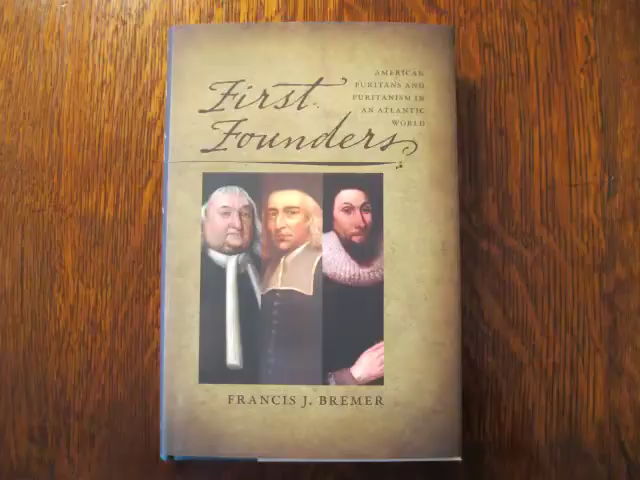 First
Founders
AMERICAN
PURITANS AND
PURITANISM IN
AN ATLANTIC
WORLD
FRANCIS J. BREMER